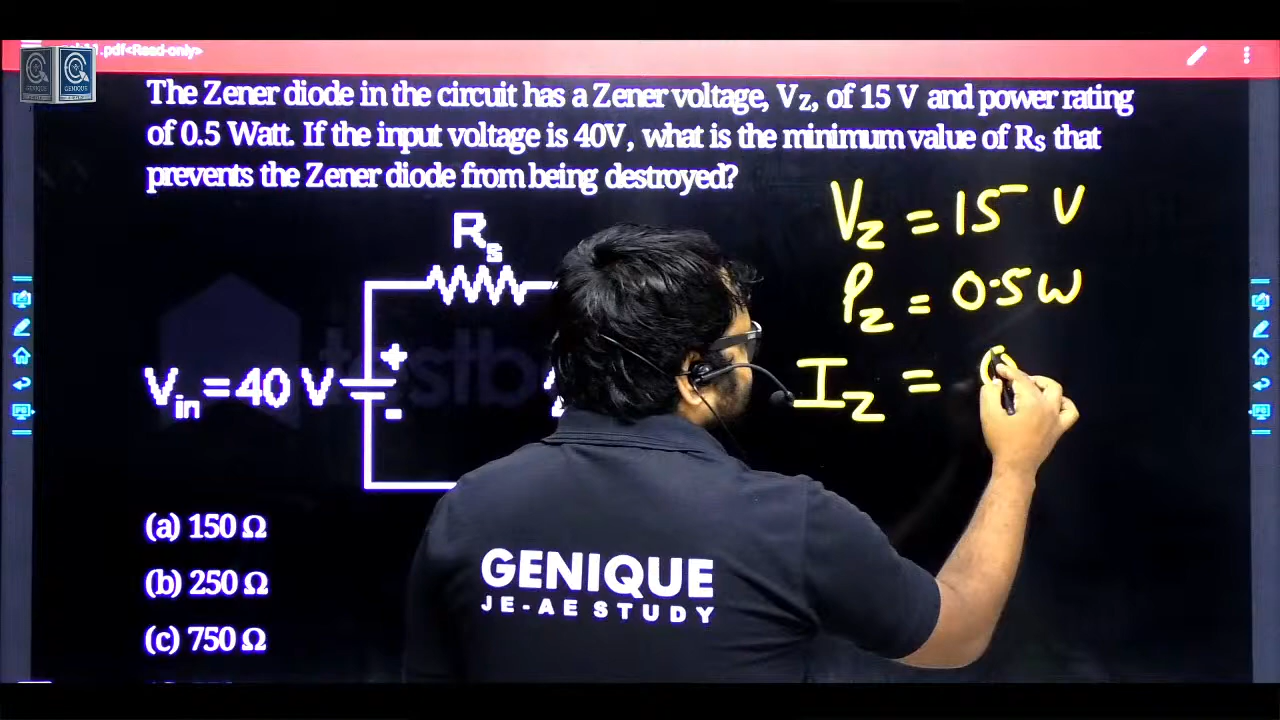 .pdf<Read-only>
GENIQUE
The Zener diode in the circuit has a Zener voltage, VZ, of 15 V and power rating
of 0.5 Watt. If the input voltage is 40V, what is the minimum value of RS that
prevents the Zener diode from being destroyed?
VZ = 15 V
Rs
PZ = 0.5 W
IZ =
+
Vin=40 V
-
(a) 150 Ω
(b) 250 Ω
(c) 750 Ω
GENIQUE
JE-AE STUDY